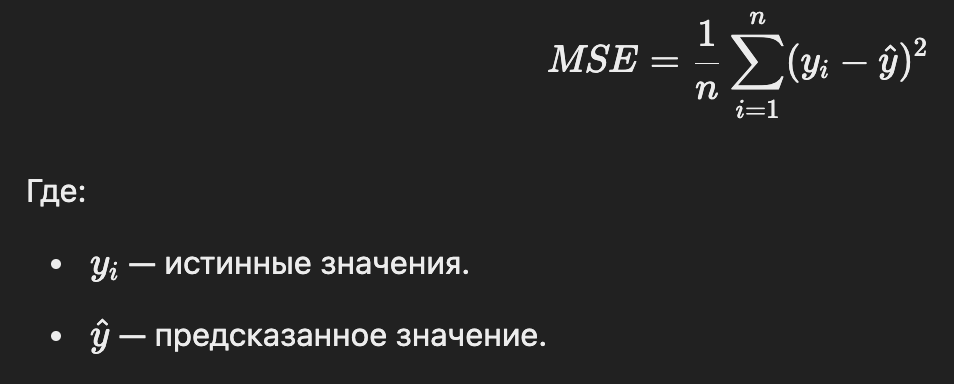 MSE = \frac{1}{n} \sum_{i=1}^{n} (y_i - \hat{y})^2
Где:
• y_i — истинные значения.
• \hat{y} — предсказанное значение.